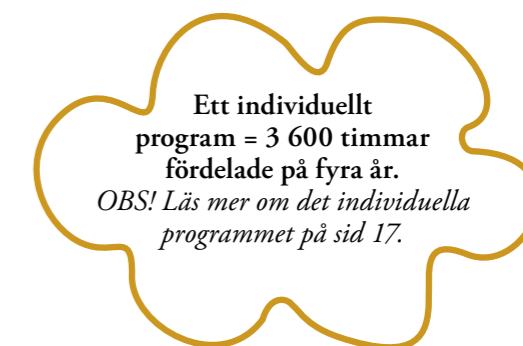 Ett individuellt
program = 3 600 timmar
fördelade på fyra år.
OBS! Läs mer om det individuella
programmet på sid 17.